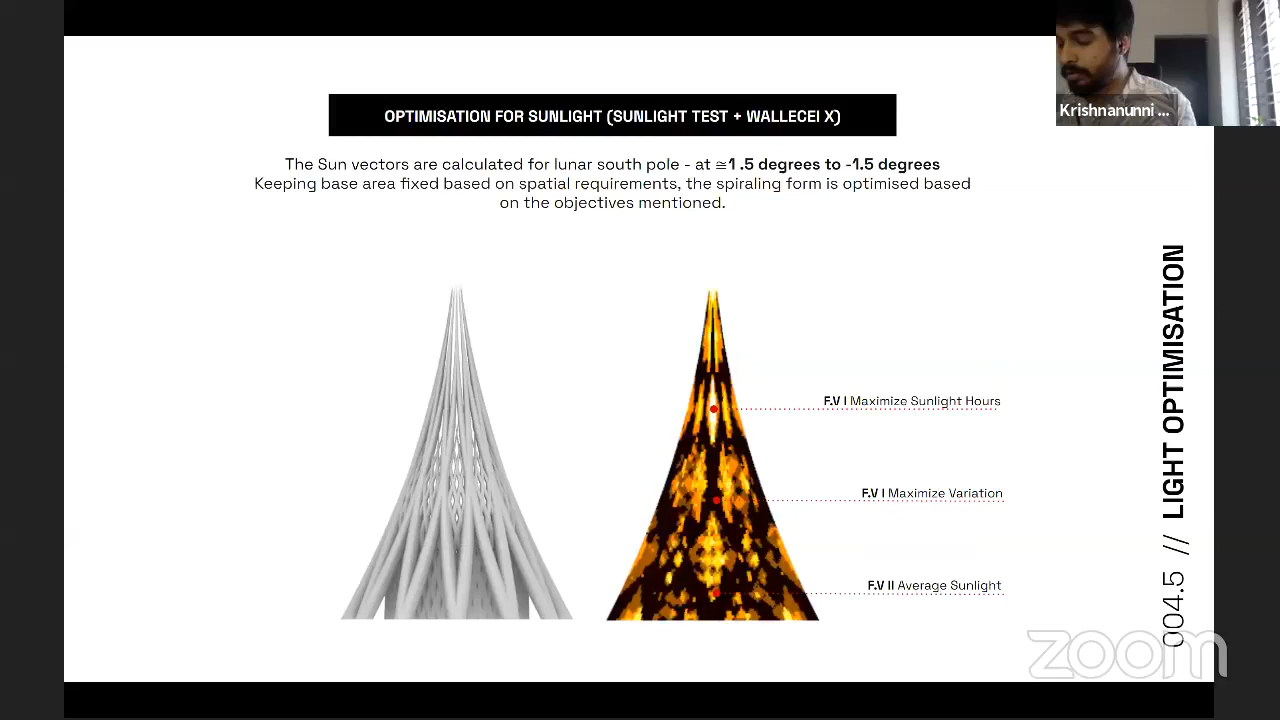 Krishnanunni ...
OPTIMISATION FOR SUNLIGHT (SUNLIGHT TEST + WALLECEI X)
The Sun vectors are calculated for lunar south pole - at ≅1 .5 degrees to -1.5 degrees
Keeping base area fixed based on spatial requirements, the spiraling form is optimised based
on the objectives mentioned.
F.V I Maximize Sunlight Hours
F.V I Maximize Variation
F.V II Average Sunlight
004.5 // LIGHT OPTIMISATION
zoom